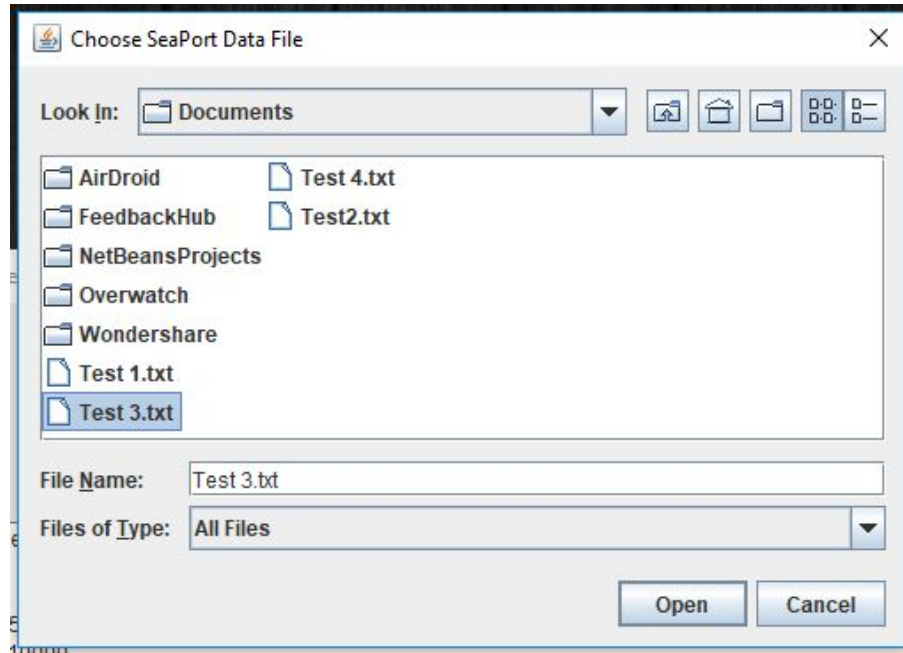 Choose SeaPort Data File
Look In: Documents
AirDroid
FeedbackHub
NetBeansProjects
Overwatch
Wondershare
Test 1.txt
Test 3.txt
Test 4.txt
Test2.txt
File Name: Test 3.txt
Files of Type: All Files
Open Cancel